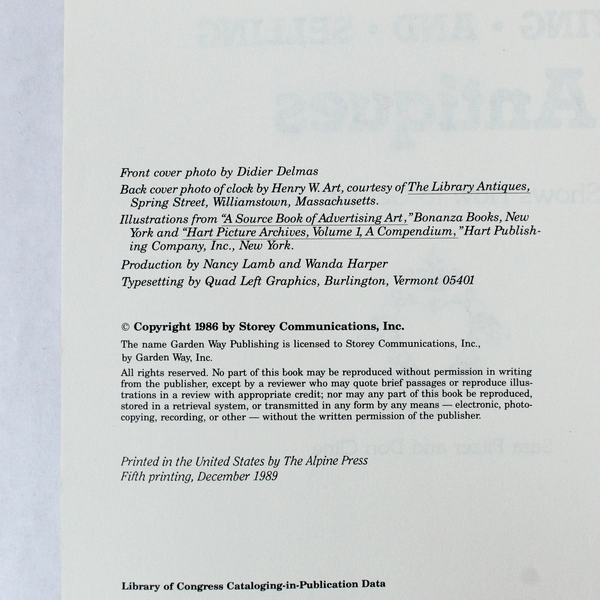 Front cover photo by Didier Delmas
Back cover photo of clock by Henry W. Art, courtesy of The Library Antiques,
Spring Street, Williamstown, Massachusetts.
Illustrations from “A Source Book of Advertising Art,” Bonanza Books, New
York and “Hart Picture Archives, Volume 1, A Compendium,” Hart Publish-
ing Company, Inc., New York.
Production by Nancy Lamb and Wanda Harper
Typesetting by Quad Left Graphics, Burlington, Vermont 05401
© Copyright 1986 by Storey Communications, Inc.
The name Garden Way Publishing is licensed to Storey Communications, Inc.,
by Garden Way, Inc.
All rights reserved. No part of this book may be reproduced without permission in writing
from the publisher, except by a reviewer who may quote brief passages or reproduce illus-
trations in a review with appropriate credit; nor may any part of this book be reproduced,
stored in a retrieval system, or transmitted in any form by any means — electronic, photo-
copying, recording, or other — without the written permission of the publisher.
Printed in the United States by The Alpine Press
Fifth printing, December 1989
Library of Congress Cataloging-in-Publication Data